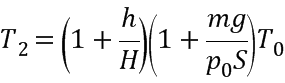 T₂ = (1 + h/H)(1 + mg/p₀S)T₀